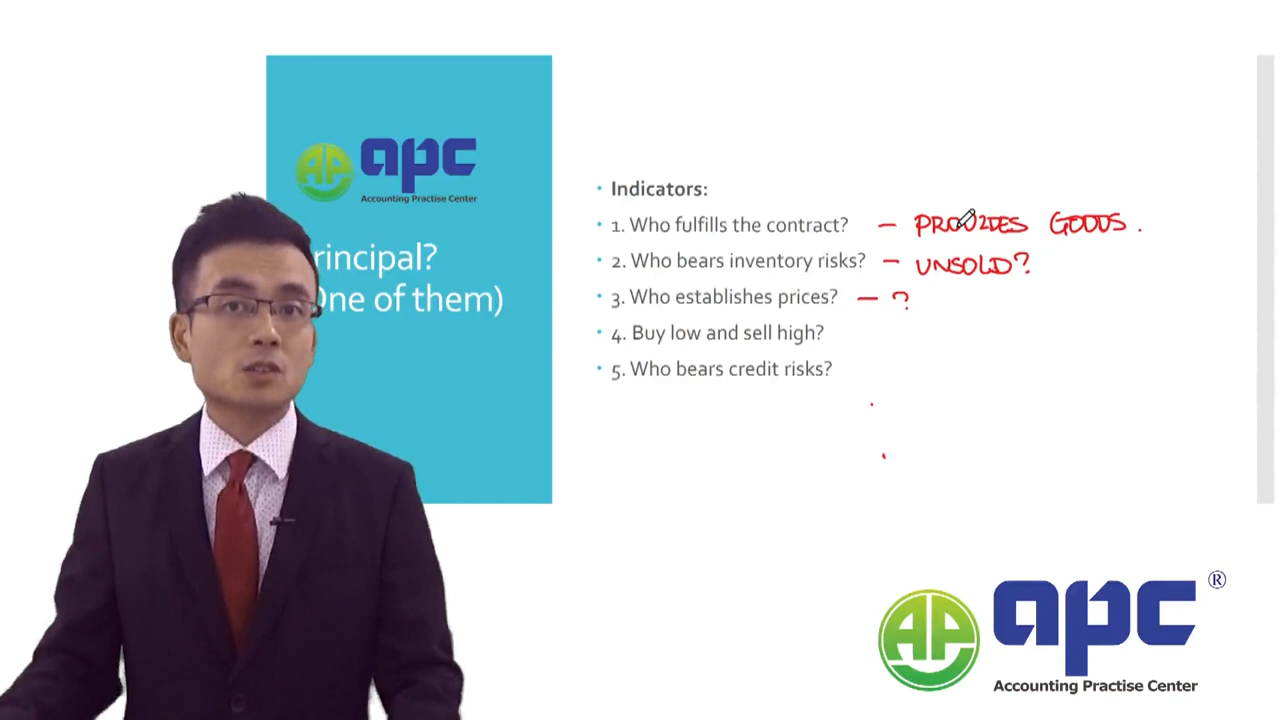 AP apc
Accounting Practise Center
rincipal?
One of them)
Indicators:
• 1. Who fulfills the contract? — PROVIDES GOODS.
• 2. Who bears inventory risks? — UNSOLD?
• 3. Who establishes prices? — ?
• 4. Buy low and sell high?
• 5. Who bears credit risks?
AP apc ®
Accounting Practise Center